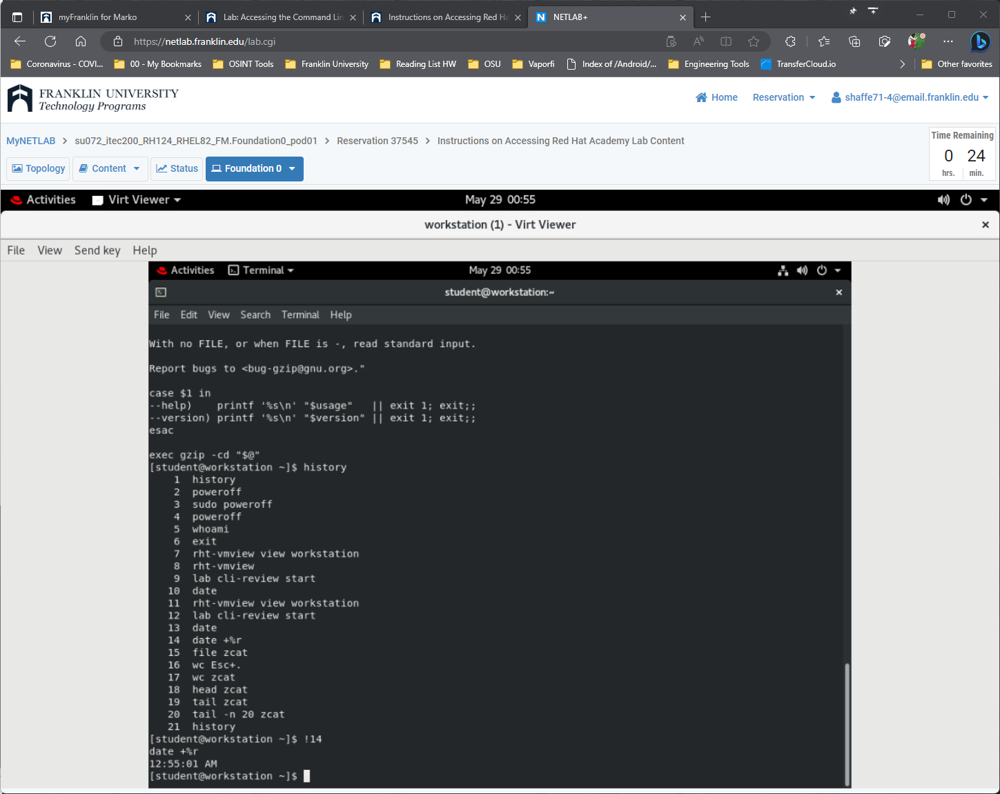 myFranklin for Marko
Lab: Accessing the Command Lin
Instructions on Accessing Red Ha
NETLAB+
https://netlab.franklin.edu/lab.cgi
Coronavirus - COVI...
00 - My Bookmarks
OSINT Tools
Franklin University
Reading List HW
OSU
Vaporfi
Index of /Android/...
Engineering Tools
TransferCloud.io
Other favorites
FRANKLIN UNIVERSITY
Technology Programs
Home
Reservation
shaffe71-4@email.franklin.edu
MyNETLAB > su072_itec200_RH124_RHEL82_FM.Foundation0_pod01 > Reservation 37545 > Instructions on Accessing Red Hat Academy Lab Content
Time Remaining
0 24
hrs. min.
Topology
Content
Status
Foundation 0
Activities Virt Viewer May 29 00:55
workstation (1) - Virt Viewer
File View Send key Help
Activities Terminal May 29 00:55
student@workstation:~
File Edit View Search Terminal Help
With no FILE, or when FILE is -, read standard input.
Report bugs to <bug-gzip@gnu.org>."
case $1 in
--help)    printf '%s\n' "$usage"   || exit 1; exit;;
--version) printf '%s\n' "$version" || exit 1; exit;;
esac
exec gzip -cd "$@"
[student@workstation ~]$ history
1 history
2 poweroff
3 sudo poweroff
4 poweroff
5 whoami
6 exit
7 rht-vmview view workstation
8 rht-vmview
9 lab cli-review start
10 date
11 rht-vmview view workstation
12 lab cli-review start
13 date
14 date +%r
15 file zcat
16 wc Esc+.
17 wc zcat
18 head zcat
19 tail zcat
20 tail -n 20 zcat
21 history
[student@workstation ~]$ !14
date +%r
12:55:01 AM
[student@workstation ~]$